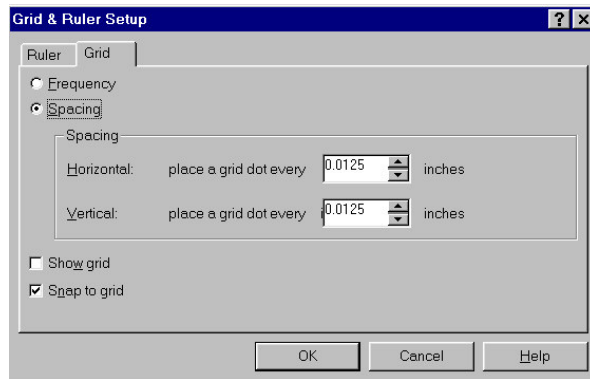 Grid & Ruler Setup
Ruler Grid
Frequency
Spacing
Spacing
Horizontal: place a grid dot every 0.0125 inches
Vertical: place a grid dot every 0.0125 inches
Show grid
Snap to grid
OK Cancel Help